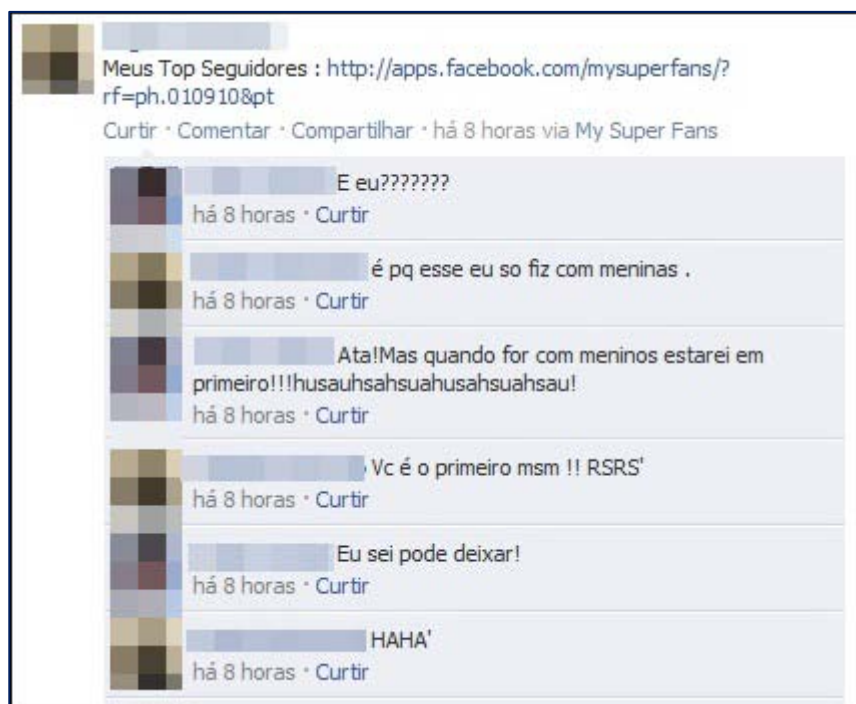 Meus Top Seguidores : http://apps.facebook.com/mysuperfans/?
rf=ph.010910&pt
Curtir · Comentar · Compartilhar · há 8 horas via My Super Fans
E eu???????
há 8 horas · Curtir
é pq esse eu so fiz com meninas .
há 8 horas · Curtir
Ata!Mas quando for com meninos estarei em
primeiro!!!husauhsahsuahusahsuahsau!
há 8 horas · Curtir
Vc é o primeiro msm !! RSRS'
há 8 horas · Curtir
Eu sei pode deixar!
há 8 horas · Curtir
HAHA'
há 8 horas · Curtir